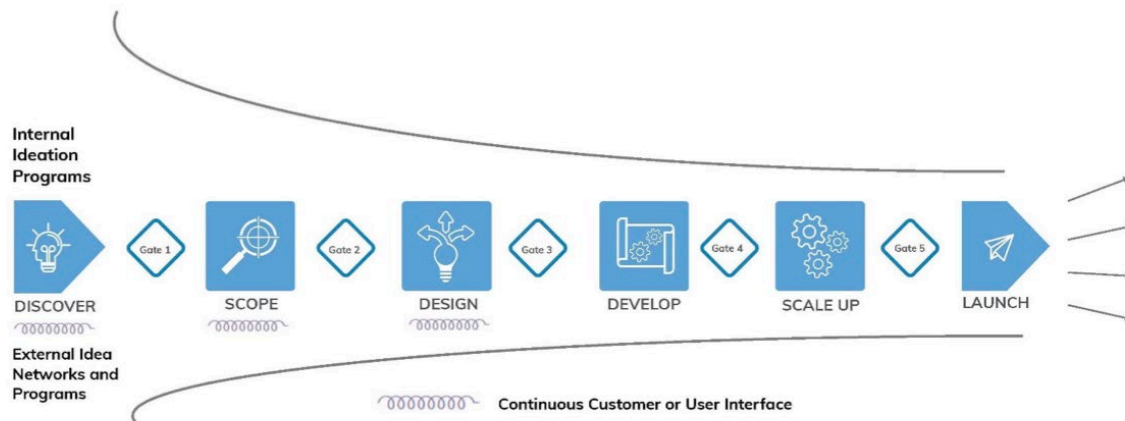 Internal
Ideation
Programs
Gate 1
Gate 2
Gate 3
Gate 4
Gate 5
DISCOVER
SCOPE
DESIGN
DEVELOP
SCALE UP
LAUNCH
External Idea
Networks and
Programs
Continuous Customer or User Interface